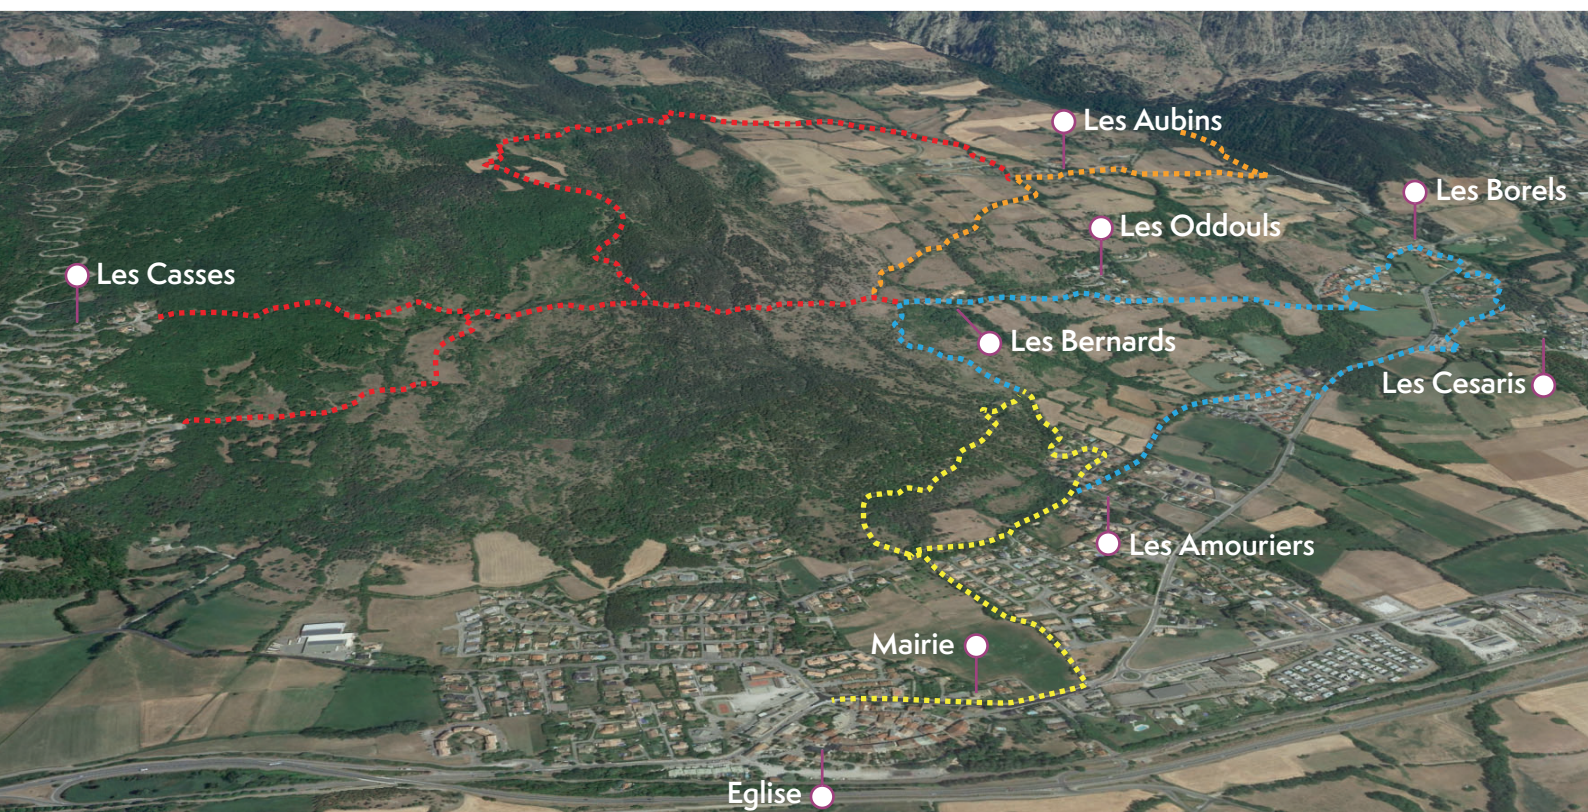 Les Aubins
Les Borels
Les Oddouls
Les Casses
Les Bernards
Les Cesaris
Les Amouriers
Mairie
Eglise